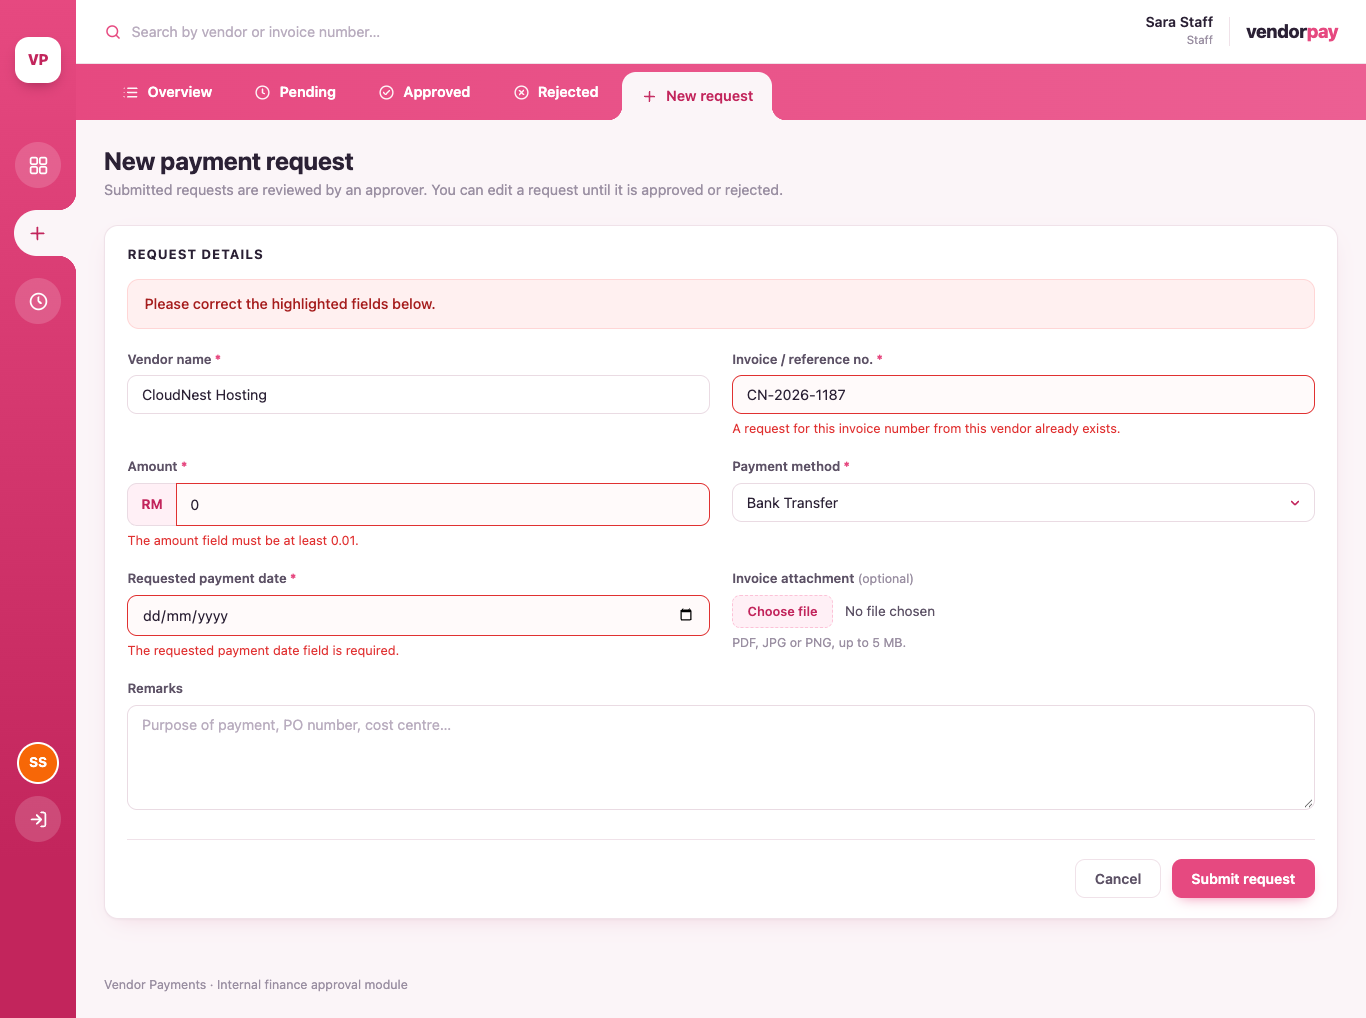 VP
Search by vendor or invoice number...
Sara Staff
Staff
vendorpay
Overview
Pending
Approved
Rejected
New request
New payment request
Submitted requests are reviewed by an approver. You can edit a request until it is approved or rejected.
REQUEST DETAILS
Please correct the highlighted fields below.
Vendor name *
CloudNest Hosting
Invoice / reference no. *
CN-2026-1187
A request for this invoice number from this vendor already exists.
Amount *
RM
0
The amount field must be at least 0.01.
Payment method *
Bank Transfer
Requested payment date *
dd/mm/yyyy
The requested payment date field is required.
Invoice attachment (optional)
Choose file
No file chosen
PDF, JPG or PNG, up to 5 MB.
Remarks
Purpose of payment, PO number, cost centre...
SS
Cancel
Submit request
Vendor Payments · Internal finance approval module